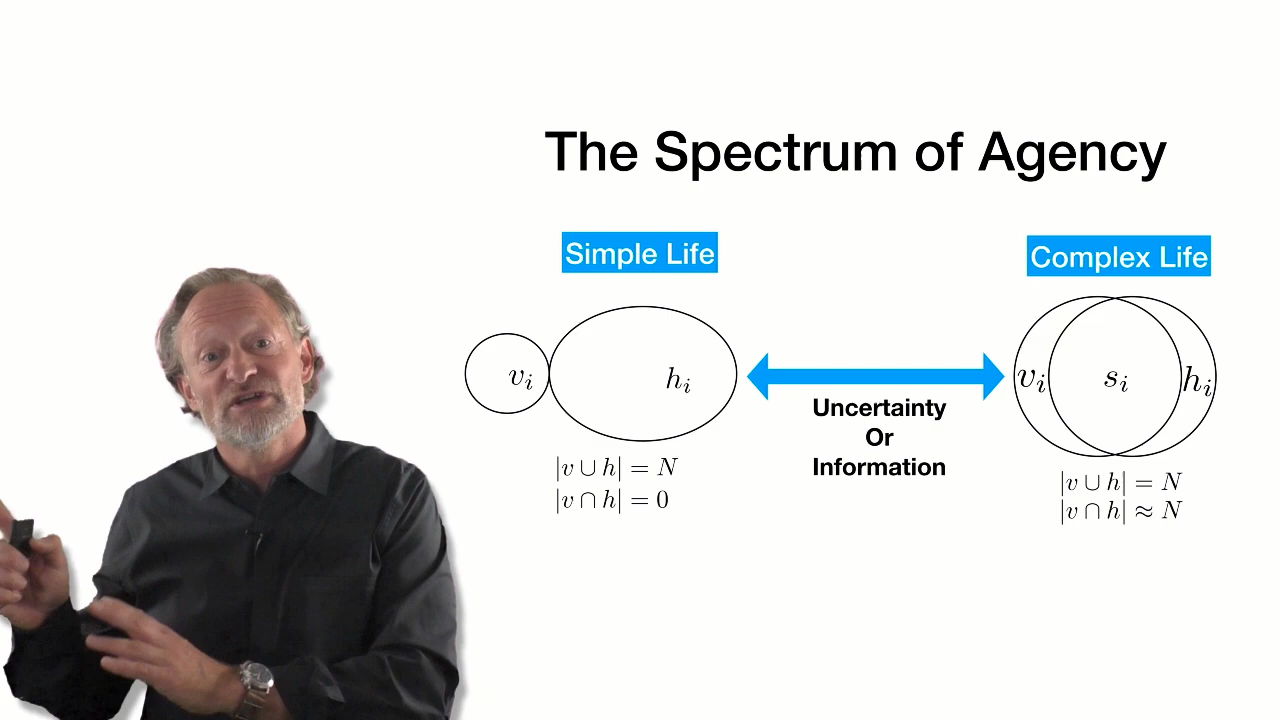 The Spectrum of Agency
Simple Life
Complex Life
v_i
h_i
v_i
s_i
h_i
Uncertainty
Or
Information
|v ∪ h| = N
|v ∩ h| = 0
|v ∪ h| = N
|v ∩ h| ≈ N